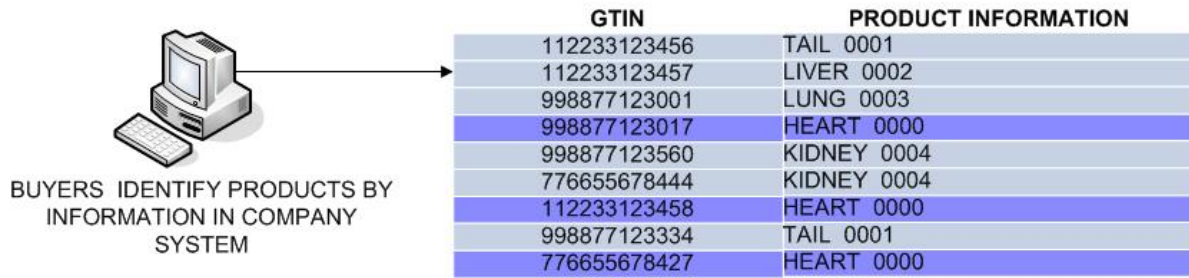 GTIN PRODUCT INFORMATION
112233123456 TAIL 0001
112233123457 LIVER 0002
998877123001 LUNG 0003
998877123017 HEART 0000
998877123560 KIDNEY 0004
776655678444 KIDNEY 0004
112233123458 HEART 0000
998877123334 TAIL 0001
776655678427 HEART 0000
BUYERS IDENTIFY PRODUCTS BY
INFORMATION IN COMPANY
SYSTEM